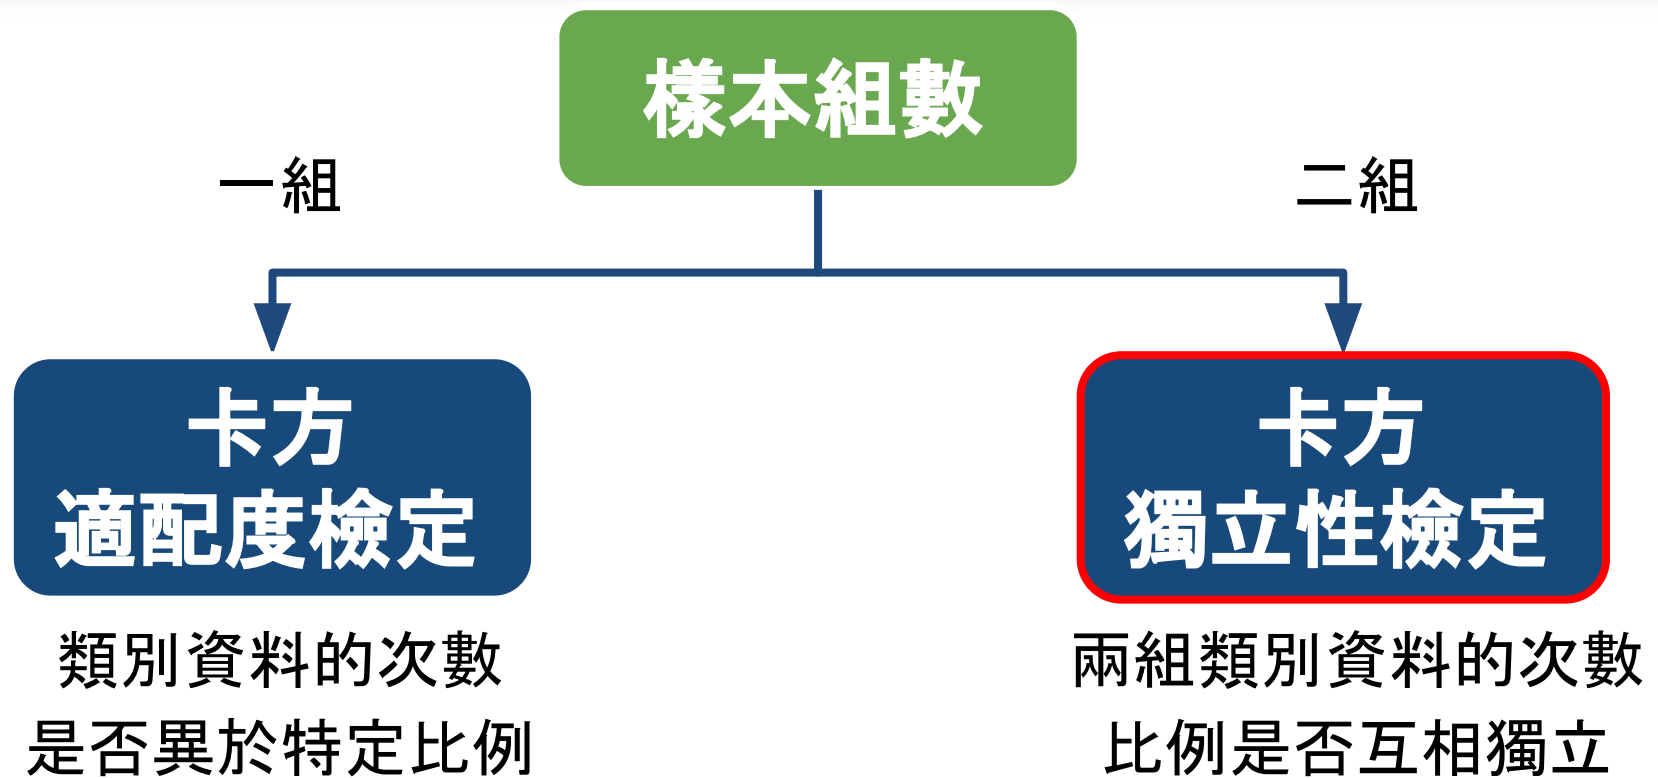 樣本組數
一組
二組
卡方
適配度檢定
類別資料的次數
是否異於特定比例
卡方
獨立性檢定
兩組類別資料的次數
比例是否互相獨立